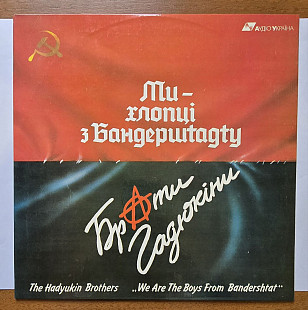 АУДІО УКРАЇНА
Ми -
хлопці
з Бандерштадту
Брати
Гадюкіни
The Hadyukin Brothers „We Are The Boys From Bandershtat"